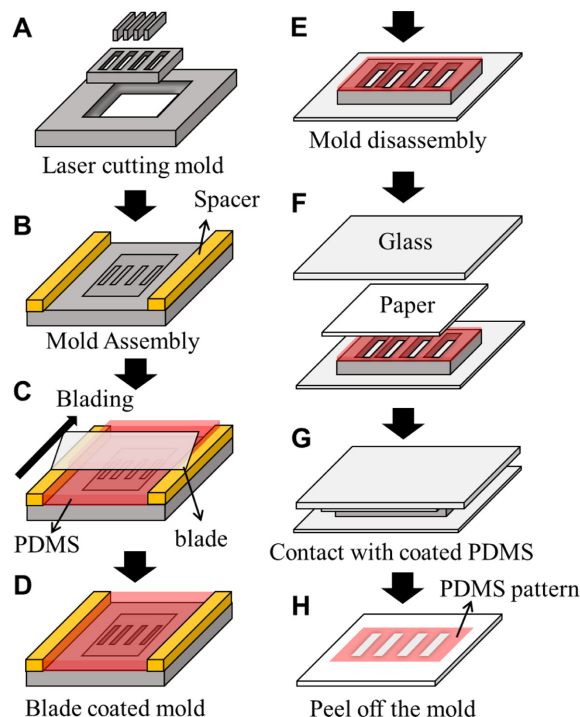 A
Laser cutting mold
Spacer
B
Mold Assembly
C
Blading
PDMS
blade
D
Blade coated mold
E
Mold disassembly
F
Glass
Paper
G
Contact with coated PDMS
H
PDMS pattern
Peel off the mold